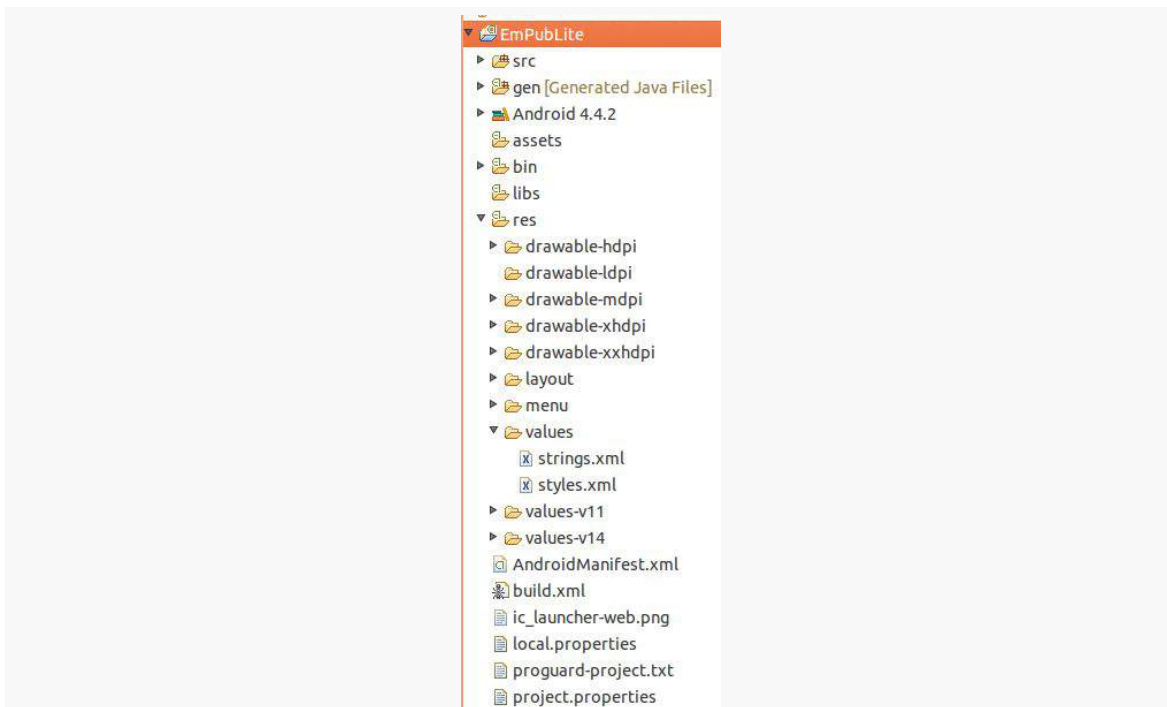 EmPubLite
src
gen [Generated Java Files]
Android 4.4.2
assets
bin
libs
res
drawable-hdpi
drawable-ldpi
drawable-mdpi
drawable-xhdpi
drawable-xxhdpi
layout
menu
values
strings.xml
styles.xml
values-v11
values-v14
AndroidManifest.xml
build.xml
ic_launcher-web.png
local.properties
proguard-project.txt
project.properties